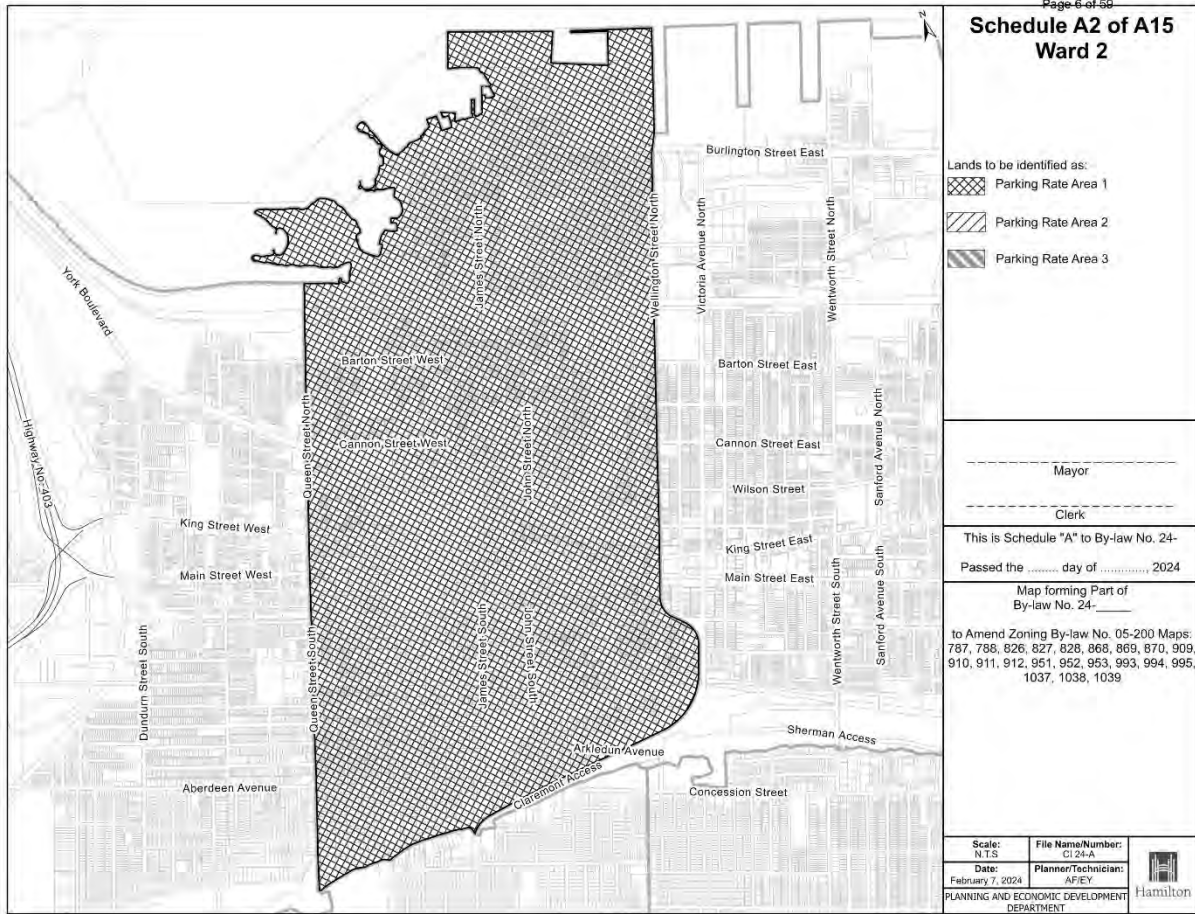 Page 6 of 59
Schedule A2 of A15
Ward 2
Lands to be identified as:
Parking Rate Area 1
Parking Rate Area 2
Parking Rate Area 3
Mayor
Clerk
This is Schedule "A" to By-law No. 24-
Passed the ......... day of ............., 2024
Map forming Part of
By-law No. 24-_____
to Amend Zoning By-law No. 05-200 Maps:
787, 788, 826, 827, 828, 868, 869, 870, 909,
910, 911, 912, 951, 952, 953, 993, 994, 995,
1037, 1038, 1039
Scale:
N.T.S
File Name/Number:
CI 24-A
Date:
February 7, 2024
Planner/Technician:
AF/EY
PLANNING AND ECONOMIC DEVELOPMENT
DEPARTMENT
Hamilton
Z
Burlington Street East
James Street North
Wellington Street North
Victoria Avenue North
Wentworth Street North
York Boulevard
Barton Street West
Barton Street East
Highway No. 403
Queen Street North
Cannon Street West
John Street North
Cannon Street East
Sanford Avenue North
Wilson Street
King Street West
King Street East
Main Street West
Main Street East
Dundurn Street South
Queen Street South
James Street South
John Street South
Wentworth Street South
Sanford Avenue South
Sherman Access
Arkledun Avenue
Claremont Access
Aberdeen Avenue
Concession Street